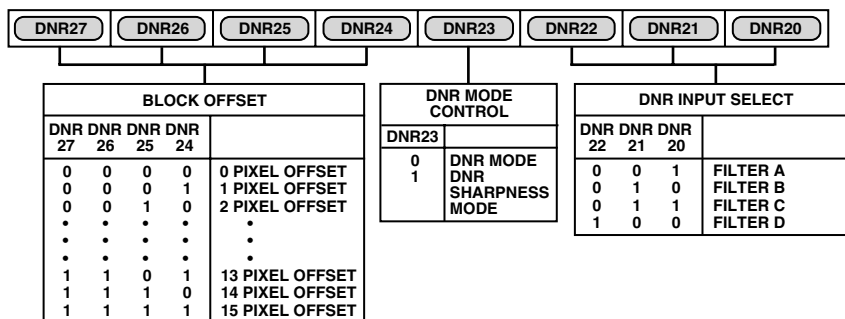 DNR27 DNR26 DNR25 DNR24 DNR23 DNR22 DNR21 DNR20
BLOCK OFFSET
DNR DNR DNR DNR
27 26 25 24
0 0 0 0 0 PIXEL OFFSET
0 0 0 1 1 PIXEL OFFSET
0 0 1 0 2 PIXEL OFFSET
• • • • •
• • • • •
• • • • •
1 1 0 1 13 PIXEL OFFSET
1 1 1 0 14 PIXEL OFFSET
1 1 1 1 15 PIXEL OFFSET
DNR MODE
CONTROL
DNR23
0 DNR MODE
1 DNR
SHARPNESS
MODE
DNR INPUT SELECT
DNR DNR DNR
22 21 20
0 0 1 FILTER A
0 1 0 FILTER B
0 1 1 FILTER C
1 0 0 FILTER D